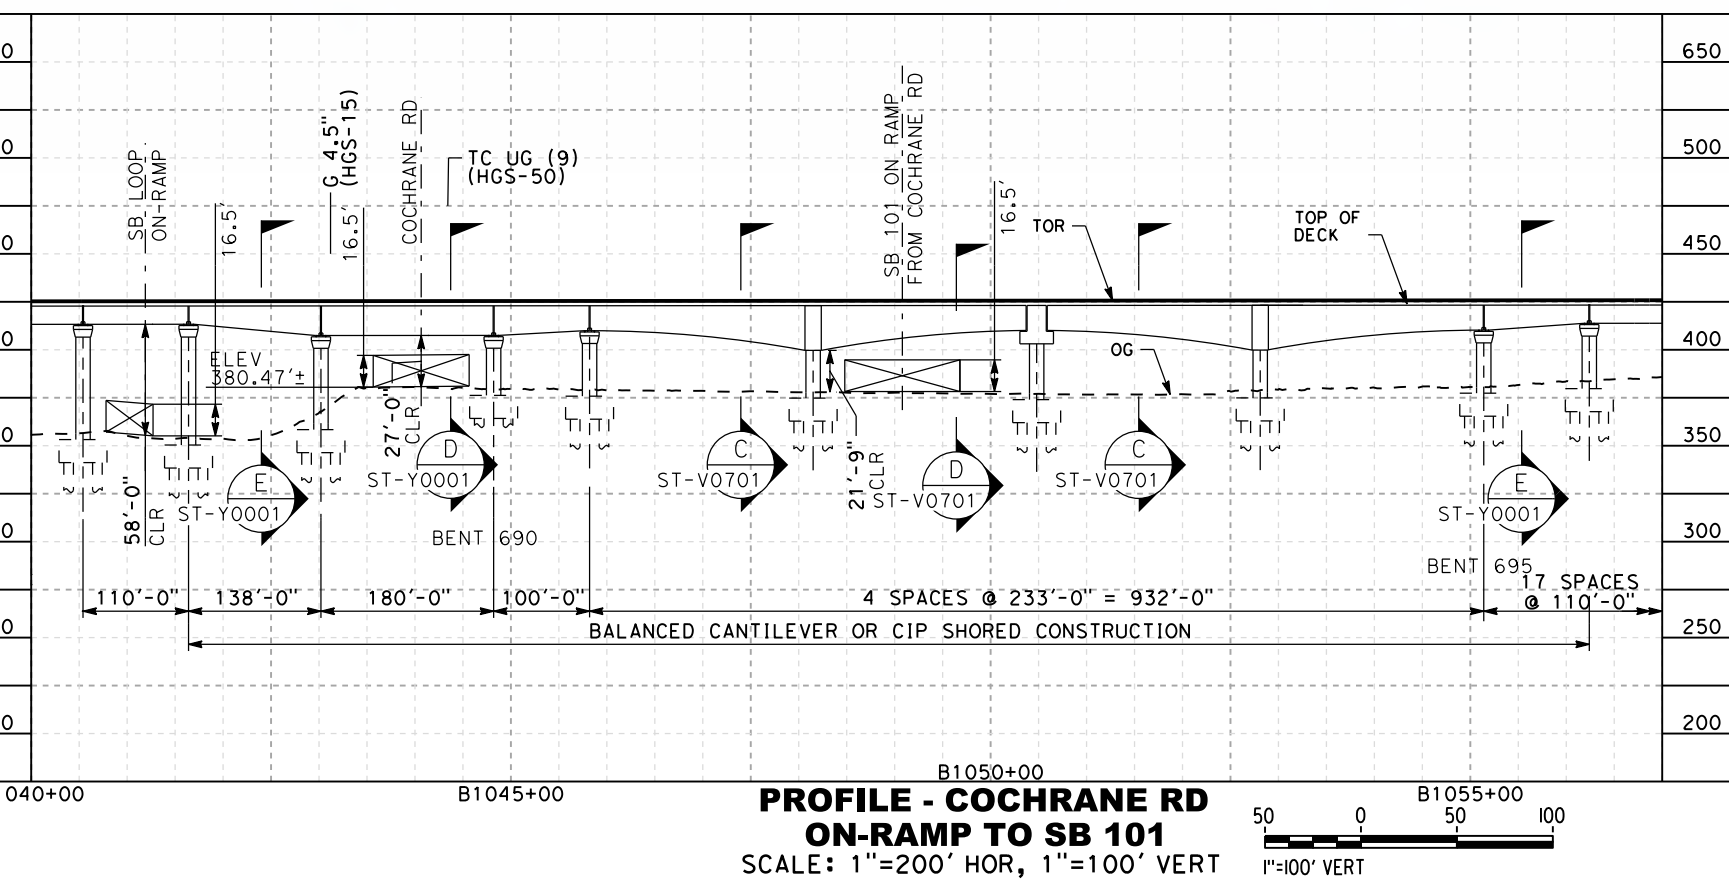 650
500
450
400
350
300
250
200
0
0
0
0
0
0
0
0
SB LOOP
ON-RAMP
16.5'
G 4.5"
(HGS-15)
16.5'
COCHRANE RD
TC UG (9)
(HGS-50)
SB 101 ON RAMP
FROM COCHRANE RD
16.5'
TOR
TOP OF
DECK
OG
ELEV
380.47'±
58'-0"
CLR
27'-0"
CLR
21'-9"
CLR
E
ST-Y0001
D
ST-Y0001
C
ST-V0701
D
ST-V0701
C
ST-V0701
E
ST-Y0001
BENT 690
BENT 695
110'-0"
138'-0"
180'-0"
100'-0"
4 SPACES @ 233'-0" = 932'-0"
17 SPACES
@ 110'-0"
BALANCED CANTILEVER OR CIP SHORED CONSTRUCTION
040+00
B1045+00
B1050+00
B1055+00
PROFILE - COCHRANE RD
ON-RAMP TO SB 101
SCALE: 1"=200' HOR, 1"=100' VERT
50 0 50 100
1"=100' VERT